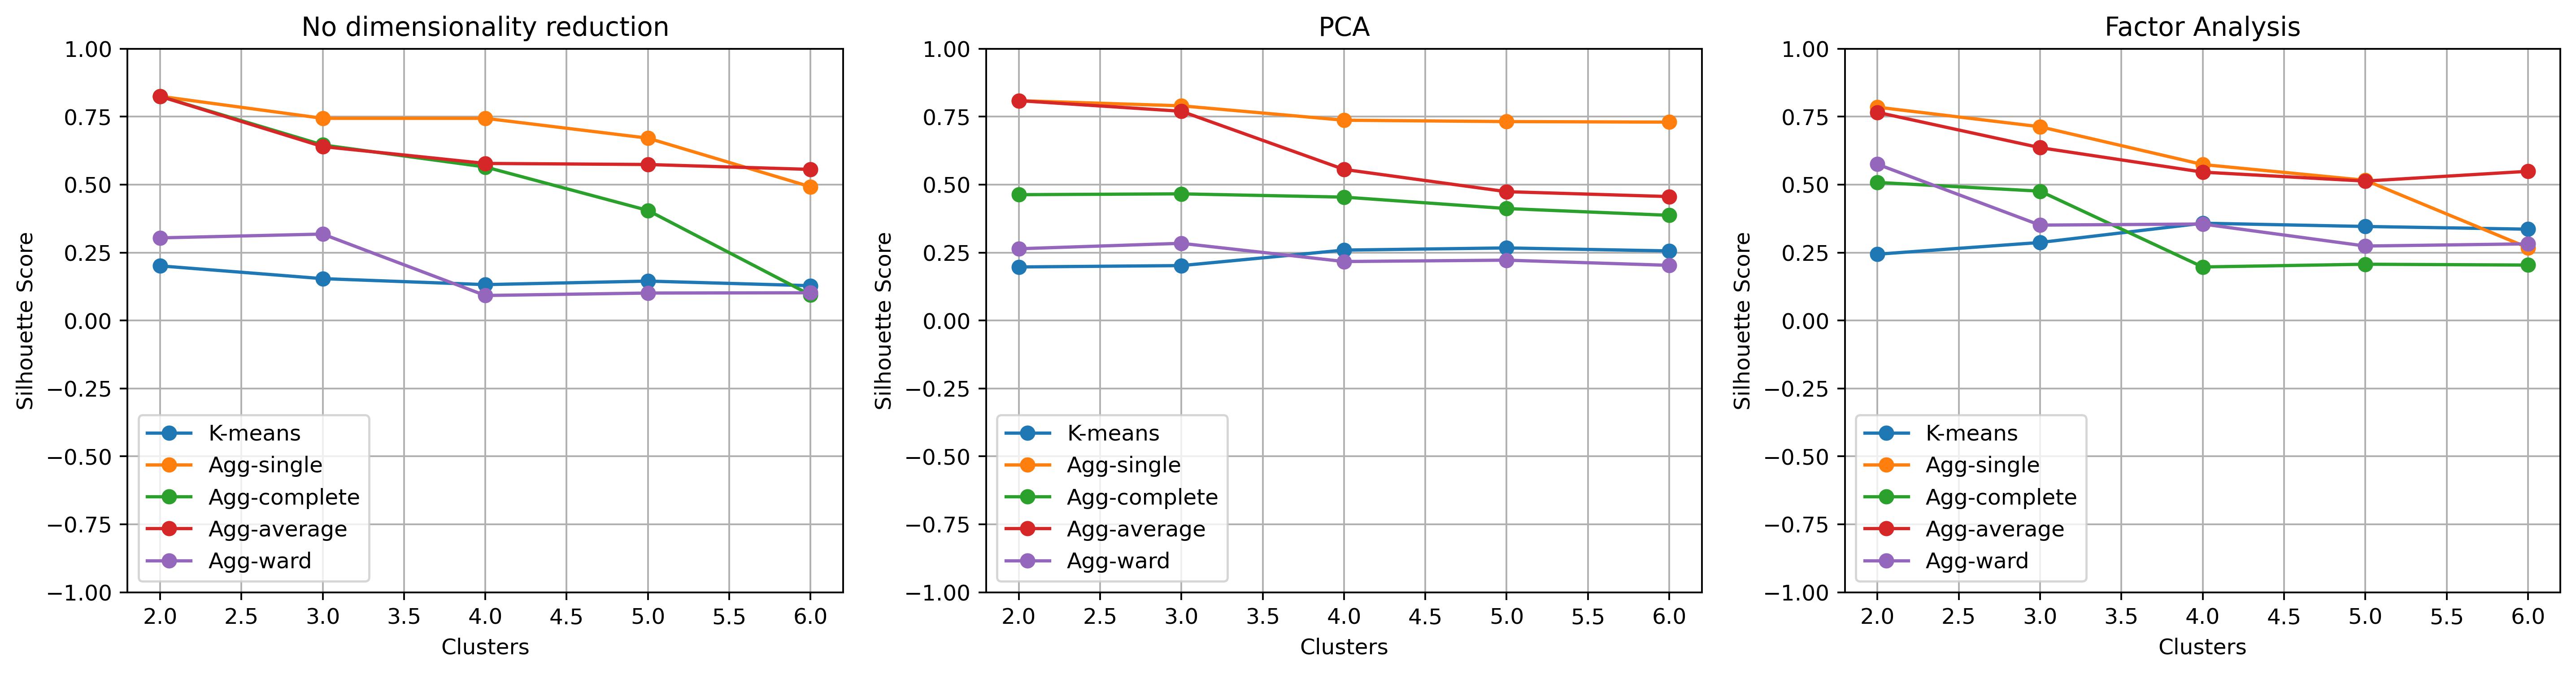 No dimensionality reduction
1.00
0.75
0.50
0.25
0.00
−0.25
−0.50
−0.75
−1.00
Silhouette Score
K-means
Agg-single
Agg-complete
Agg-average
Agg-ward
2.0 2.5 3.0 3.5 4.0 4.5 5.0 5.5 6.0
Clusters
PCA
1.00
0.75
0.50
0.25
0.00
−0.25
−0.50
−0.75
−1.00
Silhouette Score
K-means
Agg-single
Agg-complete
Agg-average
Agg-ward
2.0 2.5 3.0 3.5 4.0 4.5 5.0 5.5 6.0
Clusters
Factor Analysis
1.00
0.75
0.50
0.25
0.00
−0.25
−0.50
−0.75
−1.00
Silhouette Score
K-means
Agg-single
Agg-complete
Agg-average
Agg-ward
2.0 2.5 3.0 3.5 4.0 4.5 5.0 5.5 6.0
Clusters